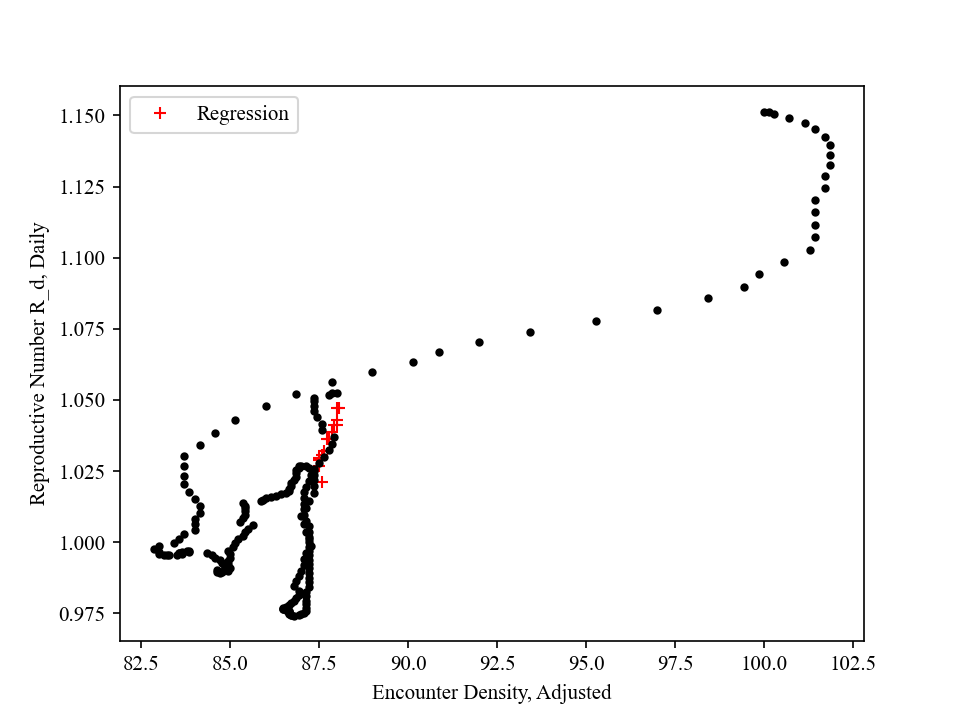 Regression
1.150
1.125
1.100
1.075
1.050
1.025
1.000
0.975
Reproductive Number R_d, Daily
82.5 85.0 87.5 90.0 92.5 95.0 97.5 100.0 102.5
Encounter Density, Adjusted